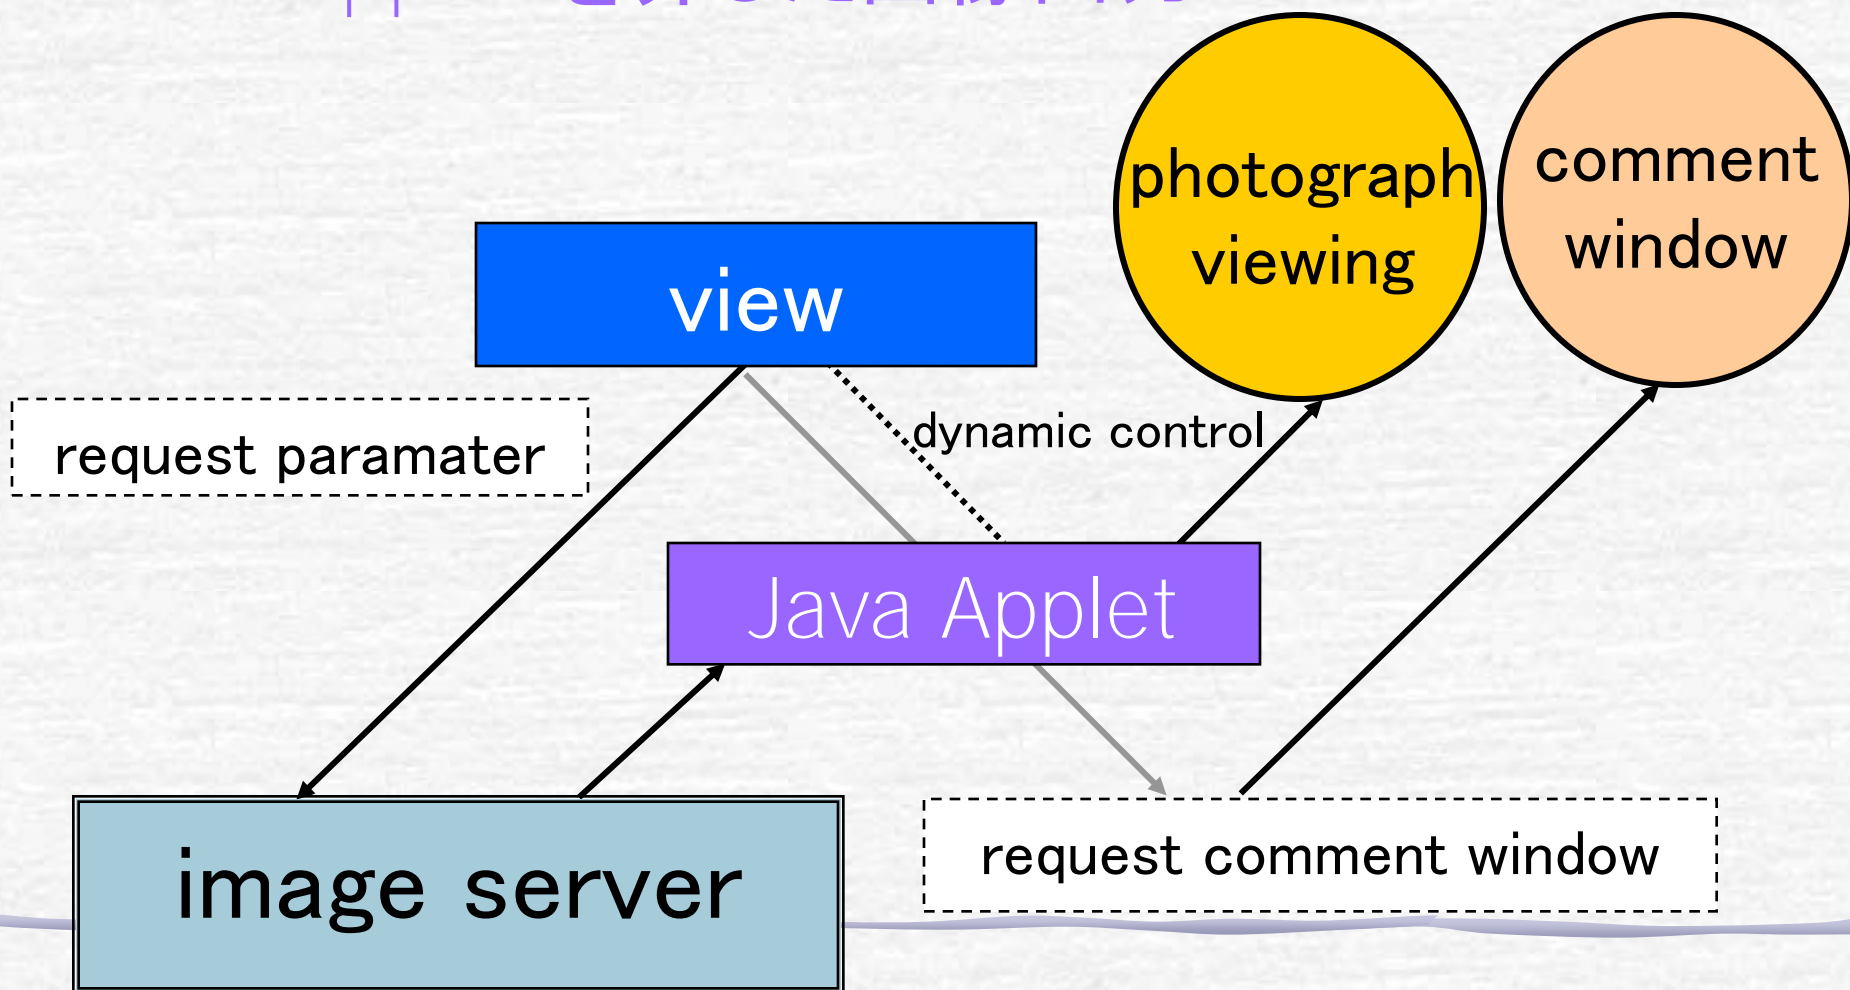 photograph
viewing
comment
window
view
dynamic control
request paramater
Java Applet
image server
request comment window